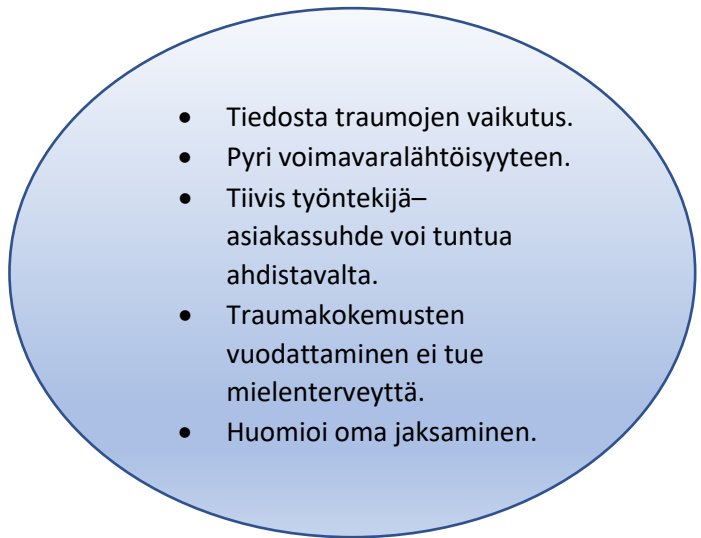 • Tiedosta traumojen vaikutus.
• Pyri voimavaralähtöisyyteen.
• Tiivis työntekijä–
asiakassuhde voi tuntua
ahdistavalta.
• Traumakokemusten
vuodattaminen ei tue
mielenterveyttä.
• Huomioi oma jaksaminen.